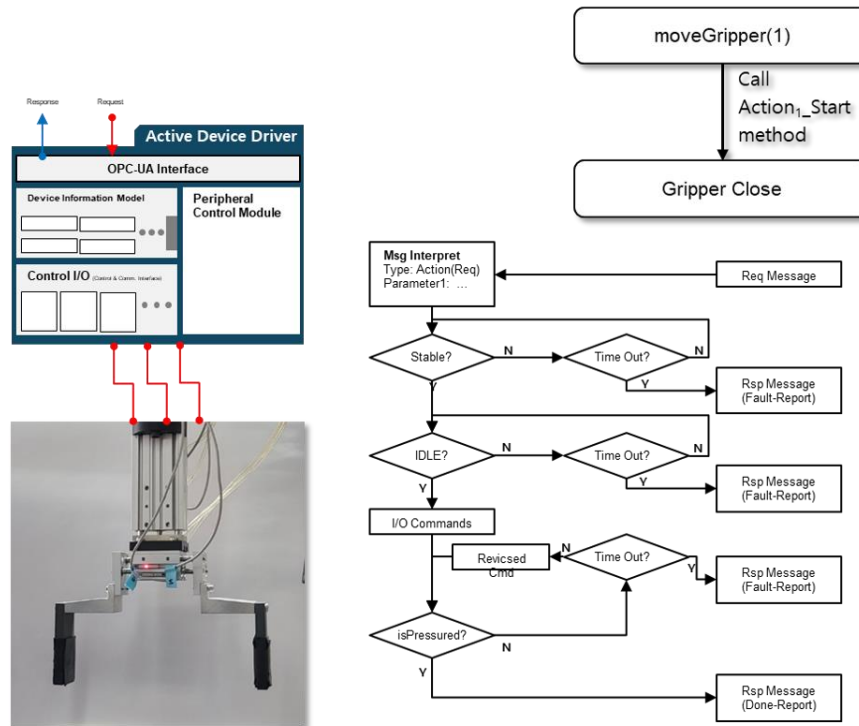 moveGripper(1)
Call
Action₁_Start
method
Gripper Close
Response
Request
Active Device Driver
OPC-UA Interface
Device Information Model
Peripheral
Control Module
Control I/O (Control & Comm. Interface)
Msg Interpret
Type: Action(Req)
Parameter1: ...
Req Message
Stable?
N
Time Out?
N
Y
Y
Rsp Message
(Fault-Report)
IDLE?
N
Time Out?
N
Y
Y
Rsp Message
(Fault-Report)
I/O Commands
Revicsed
Cmd
N
Time Out?
Y
Rsp Message
(Fault-Report)
isPressured?
N
Y
Rsp Message
(Done-Report)